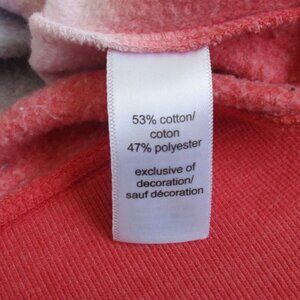 53% cotton/
coton
47% polyester
exclusive of
decoration/
sauf décoration